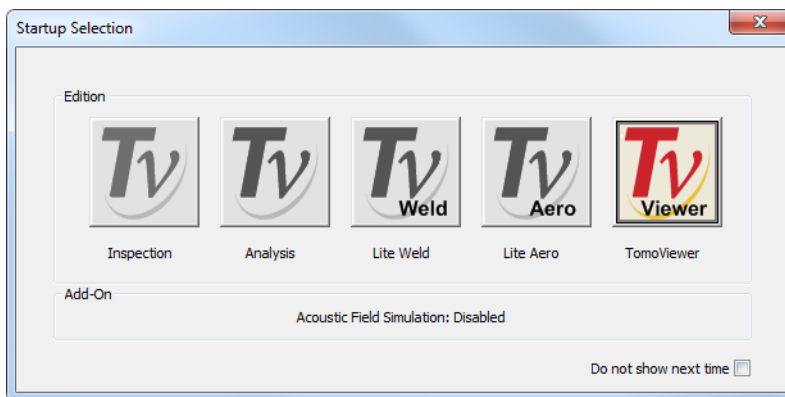 Startup Selection
Edition
Tv
Tv
Tv
Weld
Tv
Aero
Tv
Viewer
Inspection
Analysis
Lite Weld
Lite Aero
TomoViewer
Add-On
Acoustic Field Simulation: Disabled
Do not show next time